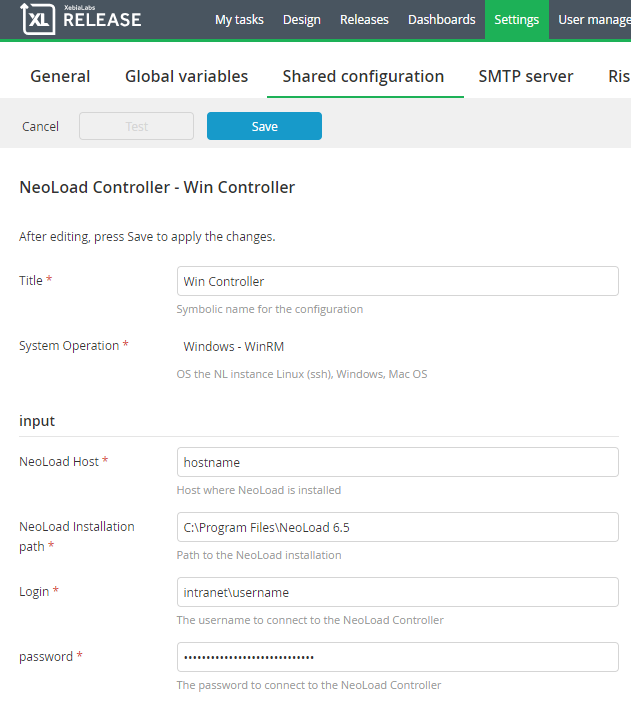 XL XebiaLabs
RELEASE
My tasks Design Releases Dashboards Settings User manage
General Global variables Shared configuration SMTP server Ris
Cancel Test Save
NeoLoad Controller - Win Controller
After editing, press Save to apply the changes.
Title * Win Controller
Symbolic name for the configuration
System Operation * Windows - WinRM
OS the NL instance Linux (ssh), Windows, Mac OS
input
NeoLoad Host * hostname
Host where NeoLoad is installed
NeoLoad Installation path * C:\Program Files\NeoLoad 6.5
Path to the NeoLoad installation
Login * intranet\username
The username to connect to the NeoLoad Controller
password * •••••••••••••••••••••••••••••
The password to connect to the NeoLoad Controller